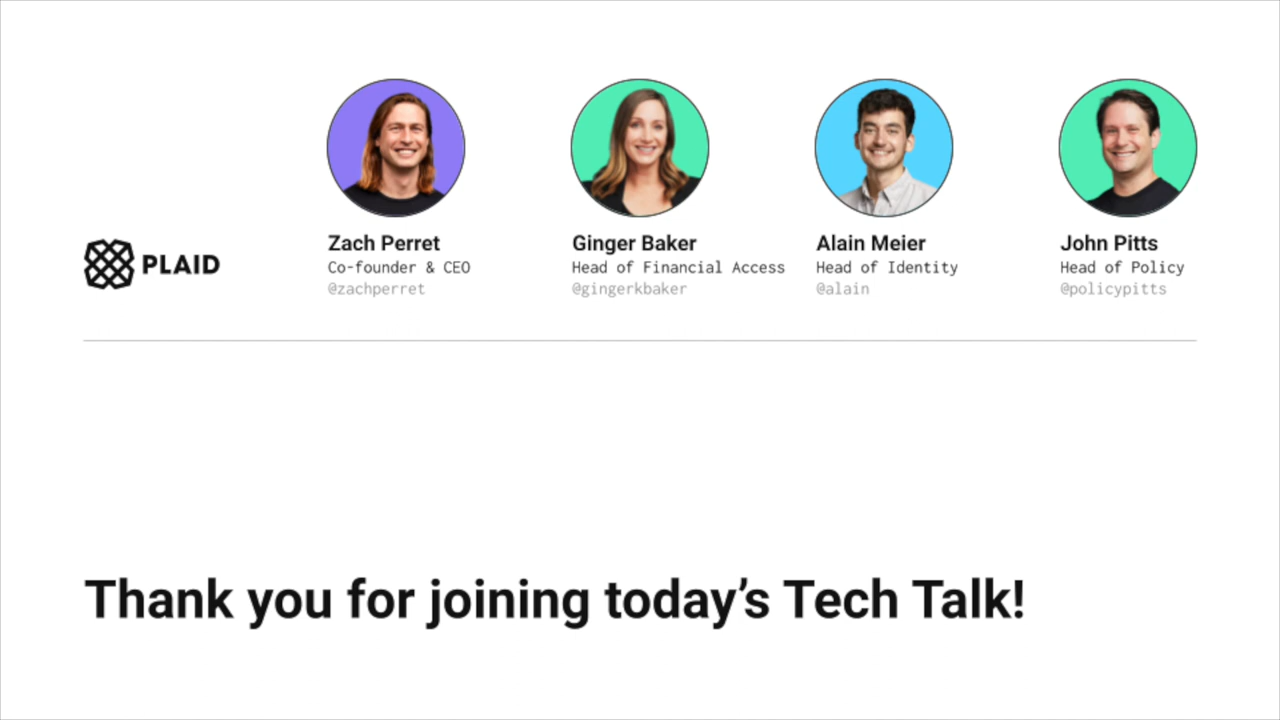 PLAID
Zach Perret
Co-founder & CEO
@zachperret
Ginger Baker
Head of Financial Access
@gingerkbaker
Alain Meier
Head of Identity
@alain
John Pitts
Head of Policy
@policypitts
Thank you for joining today’s Tech Talk!